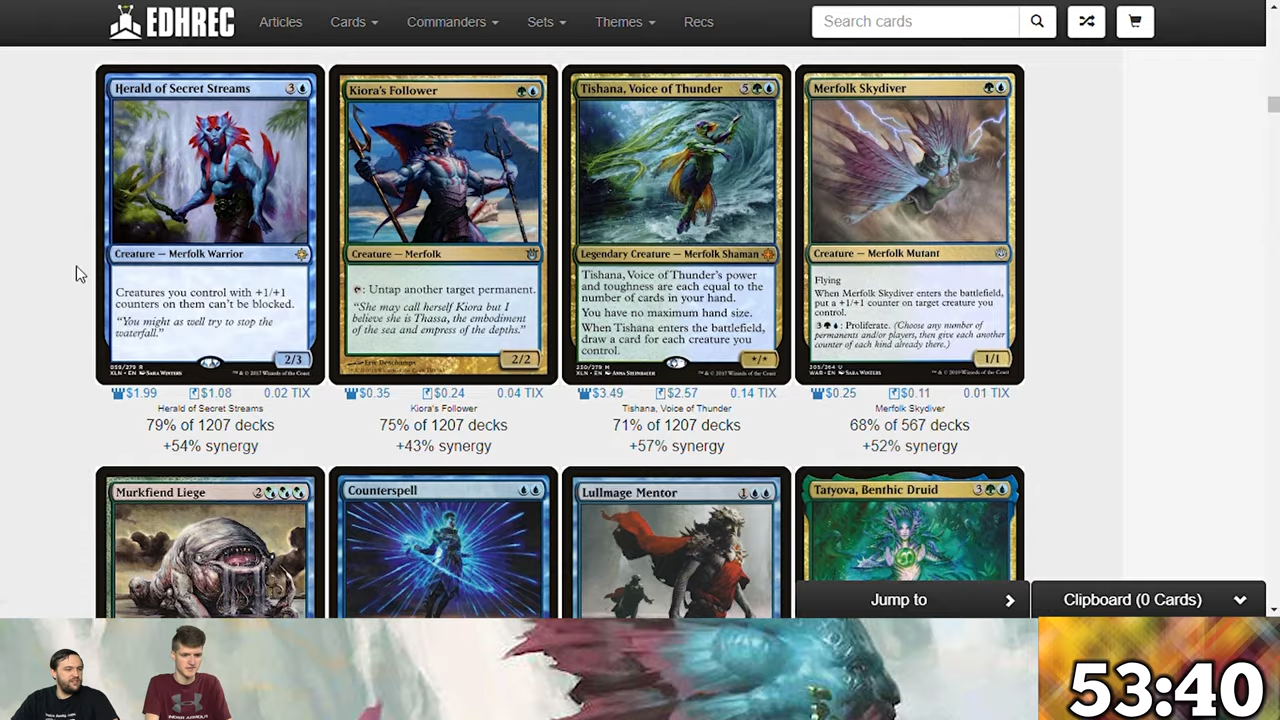 EDHREC
Articles
Cards
Commanders
Sets
Themes
Recs
Search cards
Herald of Secret Streams 3
Creature — Merfolk Warrior
Creatures you control with +1/+1
counters on them can't be blocked.
"You might as well try to stop the
waterfall."
2/3
$1.99 $1.08 0.02 TIX
Herald of Secret Streams
79% of 1207 decks
+54% synergy
Kiora's Follower
Creature — Merfolk
: Untap another target permanent.
"She may call herself Kiora but I
believe she is Thassa, the embodiment
of the sea and empress of the depths."
Eric Deschamps
2/2
$0.35 $0.24 0.04 TIX
Kiora's Follower
75% of 1207 decks
+43% synergy
Tishana, Voice of Thunder 5
Legendary Creature — Merfolk Shaman
Tishana, Voice of Thunder's power
and toughness are each equal to the
number of cards in your hand.
You have no maximum hand size.
When Tishana enters the battlefield,
draw a card for each creature you
control.
*/*
$3.49 $2.57 0.14 TIX
Tishana, Voice of Thunder
71% of 1207 decks
+57% synergy
Merfolk Skydiver
Creature — Merfolk Mutant
Flying
When Merfolk Skydiver enters the battlefield,
put a +1/+1 counter on target creature you
control.
3 : Proliferate. (Choose any number of
permanents and/or players, then give each another
counter of each kind already there.)
1/1
$0.25 $0.11 0.01 TIX
Merfolk Skydiver
68% of 567 decks
+52% synergy
Murkfiend Liege 2
Counterspell
Lullmage Mentor 1
Tatyova, Benthic Druid 3
Jump to
Clipboard (0 Cards)
UNDER ARMOUR
53:40